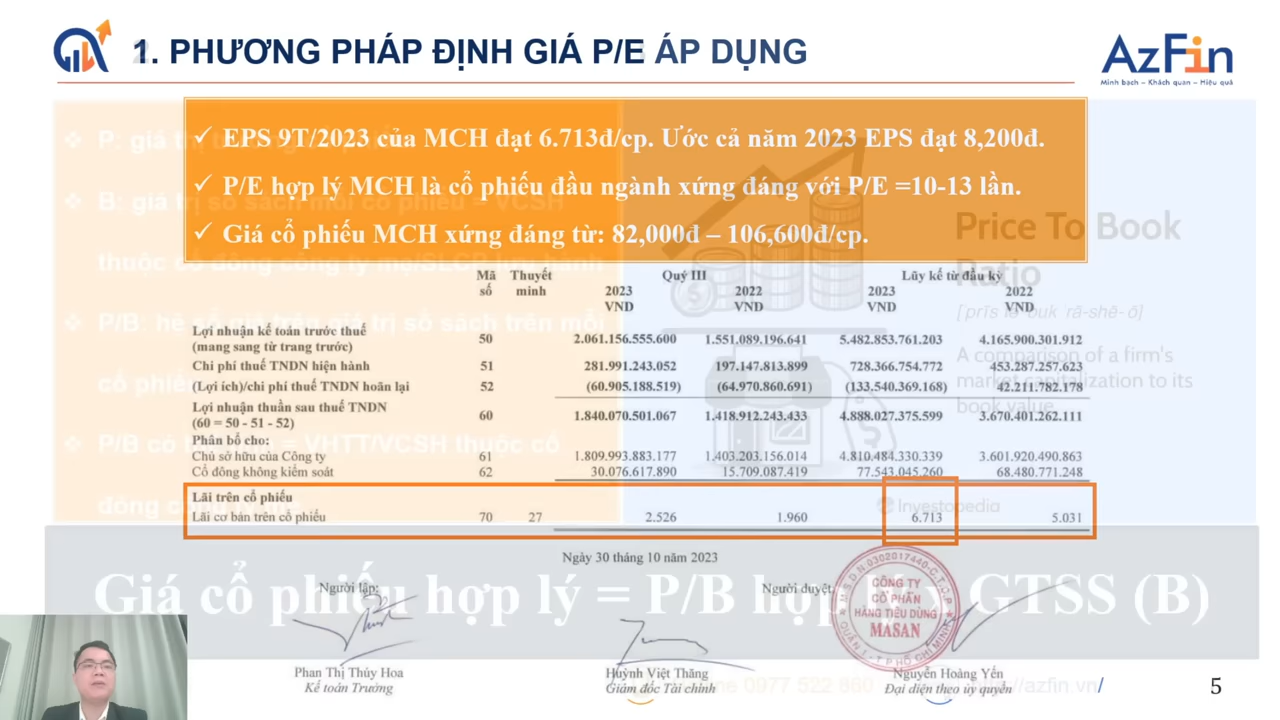 1. PHƯƠNG PHÁP ĐỊNH GIÁ P/E ÁP DỤNG
AzFin
Minh bạch – Khách quan – Hiệu quả
✓ EPS 9T/2023 của MCH đạt 6.713đ/cp. Ước cả năm 2023 EPS đạt 8,200đ.
✓ P/E hợp lý MCH là cổ phiếu đầu ngành xứng đáng với P/E =10-13 lần.
✓ Giá cổ phiếu MCH xứng đáng từ: 82,000đ – 106,600đ/cp.
Price To Book
Ratio
A comparison of a firm's
market capitalization to its
book value
Investopedia
Mã số Thuyết minh Quý III Lũy kế từ đầu kỳ
2023 2022 2023 2022
VND VND VND VND
Lợi nhuận kế toán trước thuế
(mang sang từ trang trước) 50 2.061.156.555.600 1.551.089.196.641 5.482.853.761.203 4.165.900.301.912
Chi phí thuế TNDN hiện hành 51 281.991.243.052 197.147.813.899 728.366.754.772 453.287.257.623
(Lợi ích)/chi phí thuế TNDN hoãn lại 52 (60.905.188.519) (64.970.860.691) (133.540.369.168) 42.211.782.178
Lợi nhuận thuần sau thuế TNDN
(60 = 50 - 51 - 52) 60 1.840.070.501.067 1.418.912.243.433 4.888.027.375.599 3.670.401.262.111
Phân bổ cho:
Chủ sở hữu của Công ty 61 1.809.993.883.177 1.403.203.156.014 4.810.484.330.339 3.601.920.490.863
Cổ đông không kiểm soát 62 30.076.617.890 15.709.087.419 77.543.045.260 68.480.771.248
Lãi trên cổ phiếu
Lãi cơ bản trên cổ phiếu 70 27 2.526 1.960 6.713 5.031
Ngày 30 tháng 10 năm 2023
Người lập: Người duyệt:
Giá cổ phiếu hợp lý = P/B GTSS (B)
CÔNG TY
CỔ PHẦN
HÀNG TIÊU DÙNG
MASAN
Phan Thị Thúy Hoa
Kế toán Trưởng
Huỳnh Việt Thăng
Giám đốc Tài chính
Nguyễn Hoàng Yến
Đại diện theo ủy quyền
0977 522 860
azfin.vn/
5